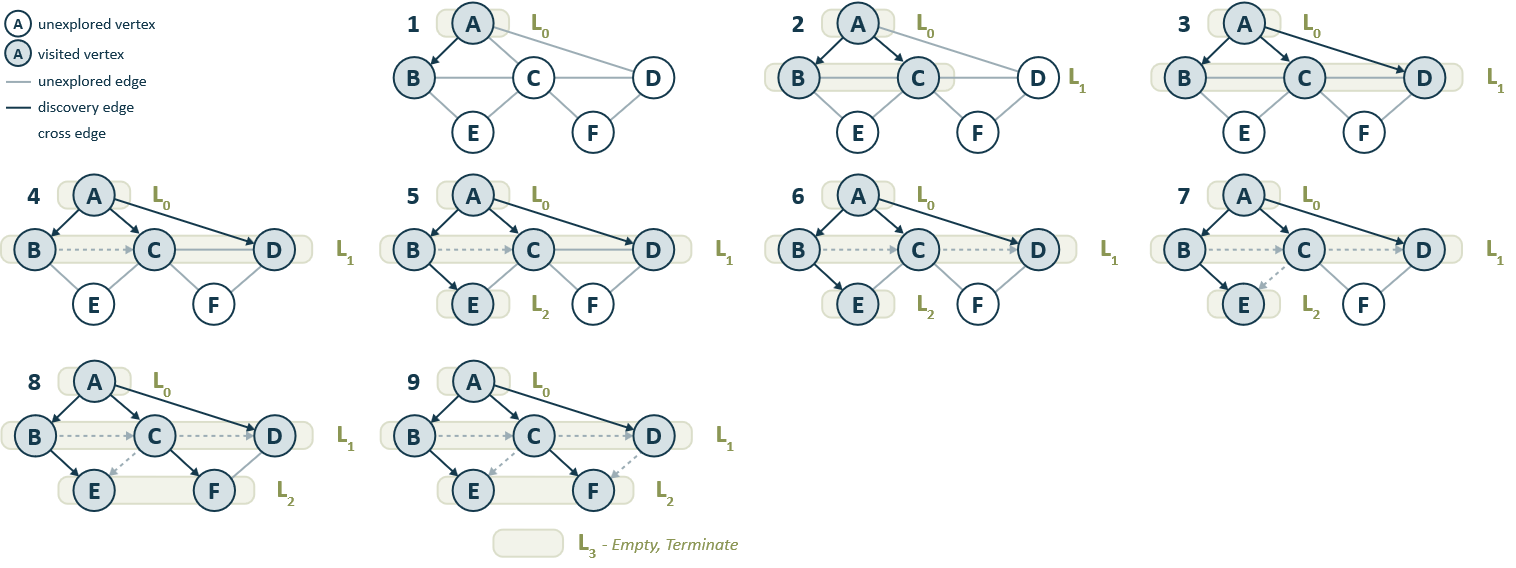 A unexplored vertex
A visited vertex
unexplored edge
discovery edge
cross edge
1
A L0
B C D
E F
2
A L0
B C D L1
E F
3
A L0
B C D L1
E F
4
A L0
B C D L1
E F
5
A L0
B C D L1
E L2 F
6
A L0
B C D L1
E L2 F
7
A L0
B C D L1
E L2 F
8
A L0
B C D L1
E F L2
9
A L0
B C D L1
E F L2
L3 - Empty, Terminate